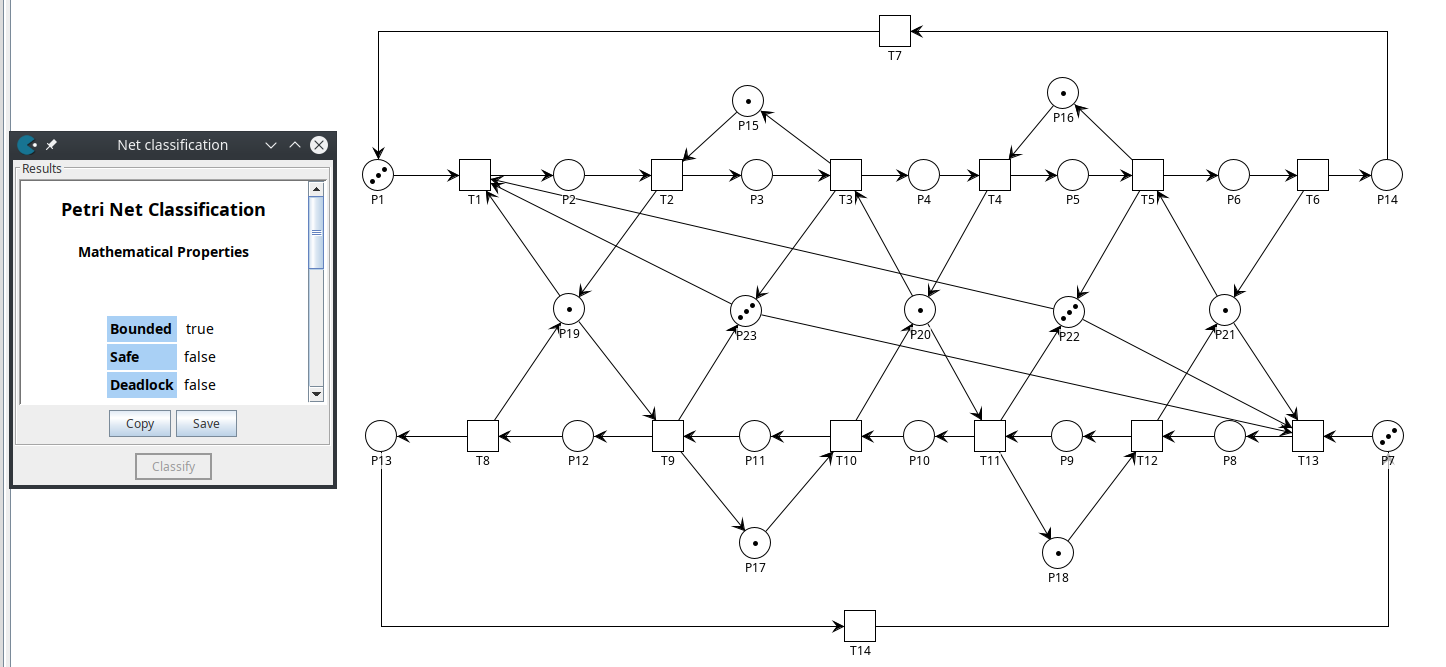 T7
P15
P16
Net classification
Results
Petri Net Classification
Mathematical Properties
Bounded true
Safe false
Deadlock false
Copy Save
Classify
P1 T1 P2 T2 P3 T3 P4 T4 P5 T5 P6 T6 P14
P19 P23 P20 P22 P21
P13 T8 P12 T9 P11 T10 P10 T11 P9 T12 P8 T13 P7
P17 P18
T14